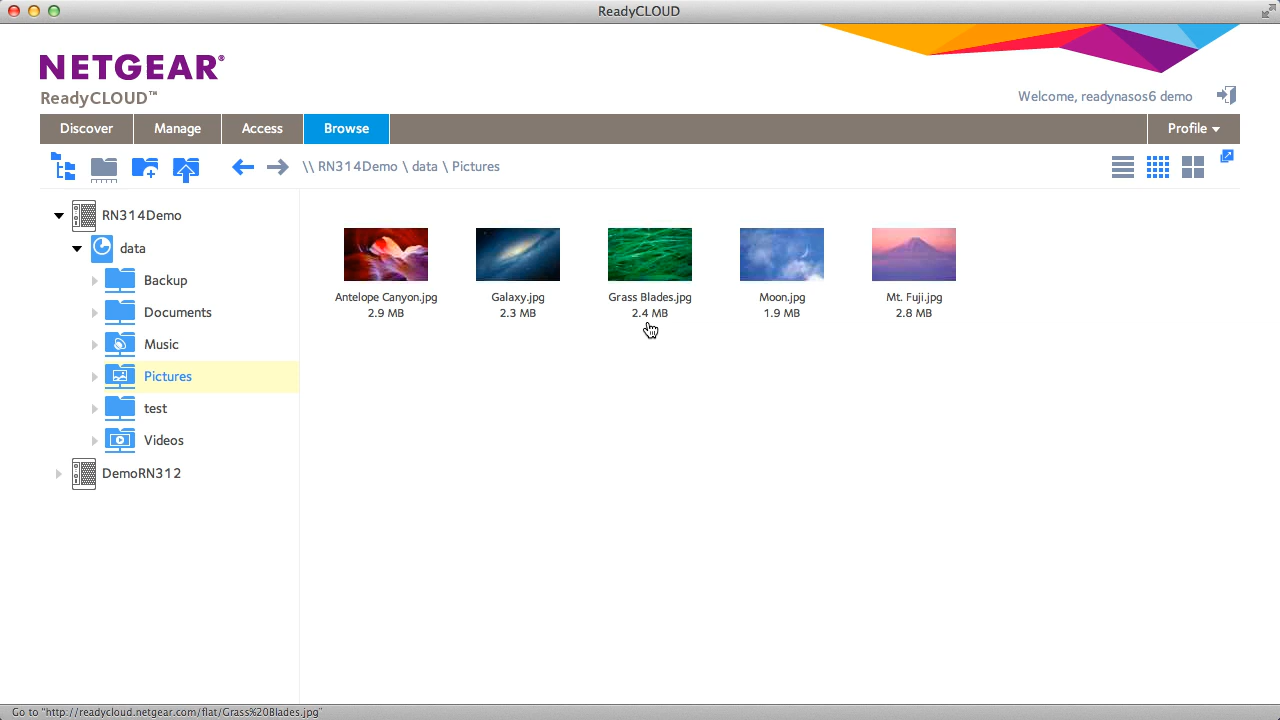 ReadyCLOUD
NETGEAR®
ReadyCLOUD™
Welcome, readynasos6 demo
Discover Manage Access Browse Profile
\\ RN314Demo \ data \ Pictures
RN314Demo
data
Backup
Documents
Music
Pictures
test
Videos
DemoRN312
Antelope Canyon.jpg
2.9 MB
Galaxy.jpg
2.3 MB
Grass Blades.jpg
2.4 MB
Moon.jpg
1.9 MB
Mt. Fuji.jpg
2.8 MB
Go to "http://readycloud.netgear.com/flat/Grass%20Blades.jpg"